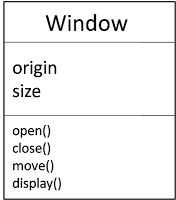 Window
origin
size
open()
close()
move()
display()